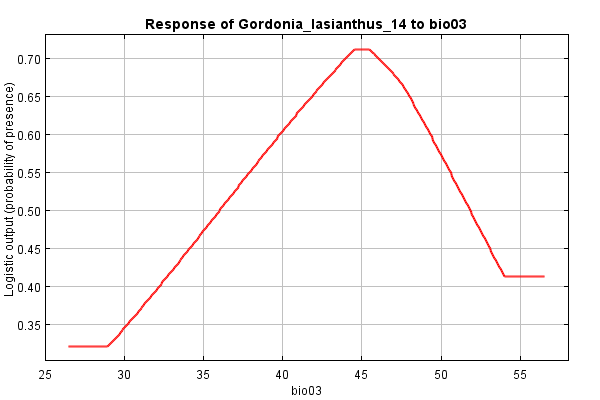 Response of Gordonia_lasianthus_14 to bio03
Logistic output (probability of presence)
0.70
0.65
0.60
0.55
0.50
0.45
0.40
0.35
25 30 35 40 45 50 55
bio03